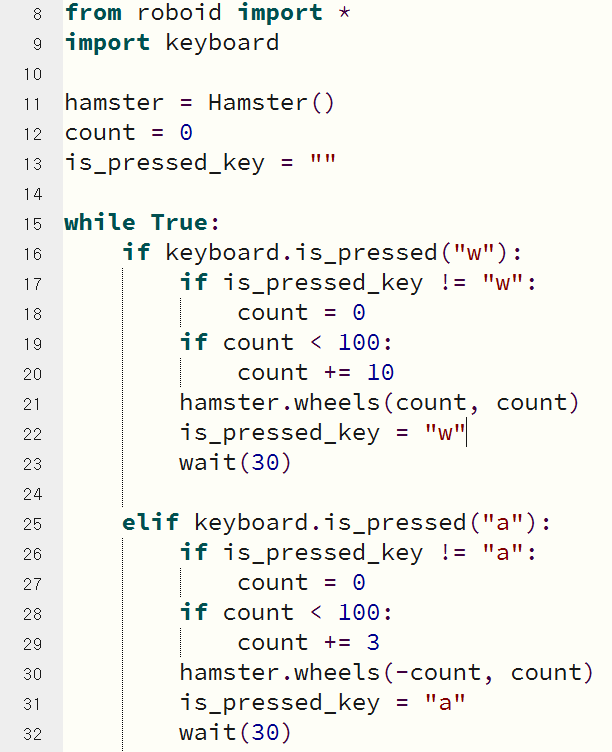 8 from roboid import *
9 import keyboard
10
11 hamster = Hamster()
12 count = 0
13 is_pressed_key = ""
14
15 while True:
16     if keyboard.is_pressed("w"):
17         if is_pressed_key != "w":
18             count = 0
19         if count < 100:
20             count += 10
21         hamster.wheels(count, count)
22         is_pressed_key = "w"
23         wait(30)
24
25     elif keyboard.is_pressed("a"):
26         if is_pressed_key != "a":
27             count = 0
28         if count < 100:
29             count += 3
30         hamster.wheels(-count, count)
31         is_pressed_key = "a"
32         wait(30)